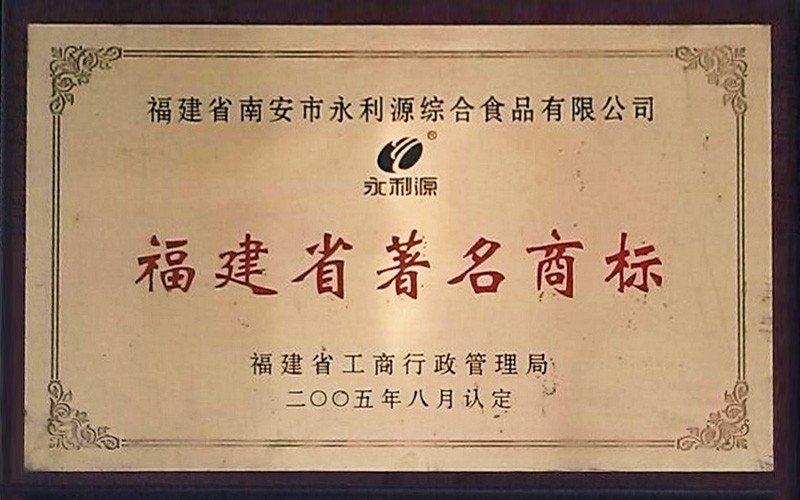 福建省南安市永利源综合食品有限公司
®
永利源
福建省著名商标
福建省工商行政管理局
二〇〇五年八月认定